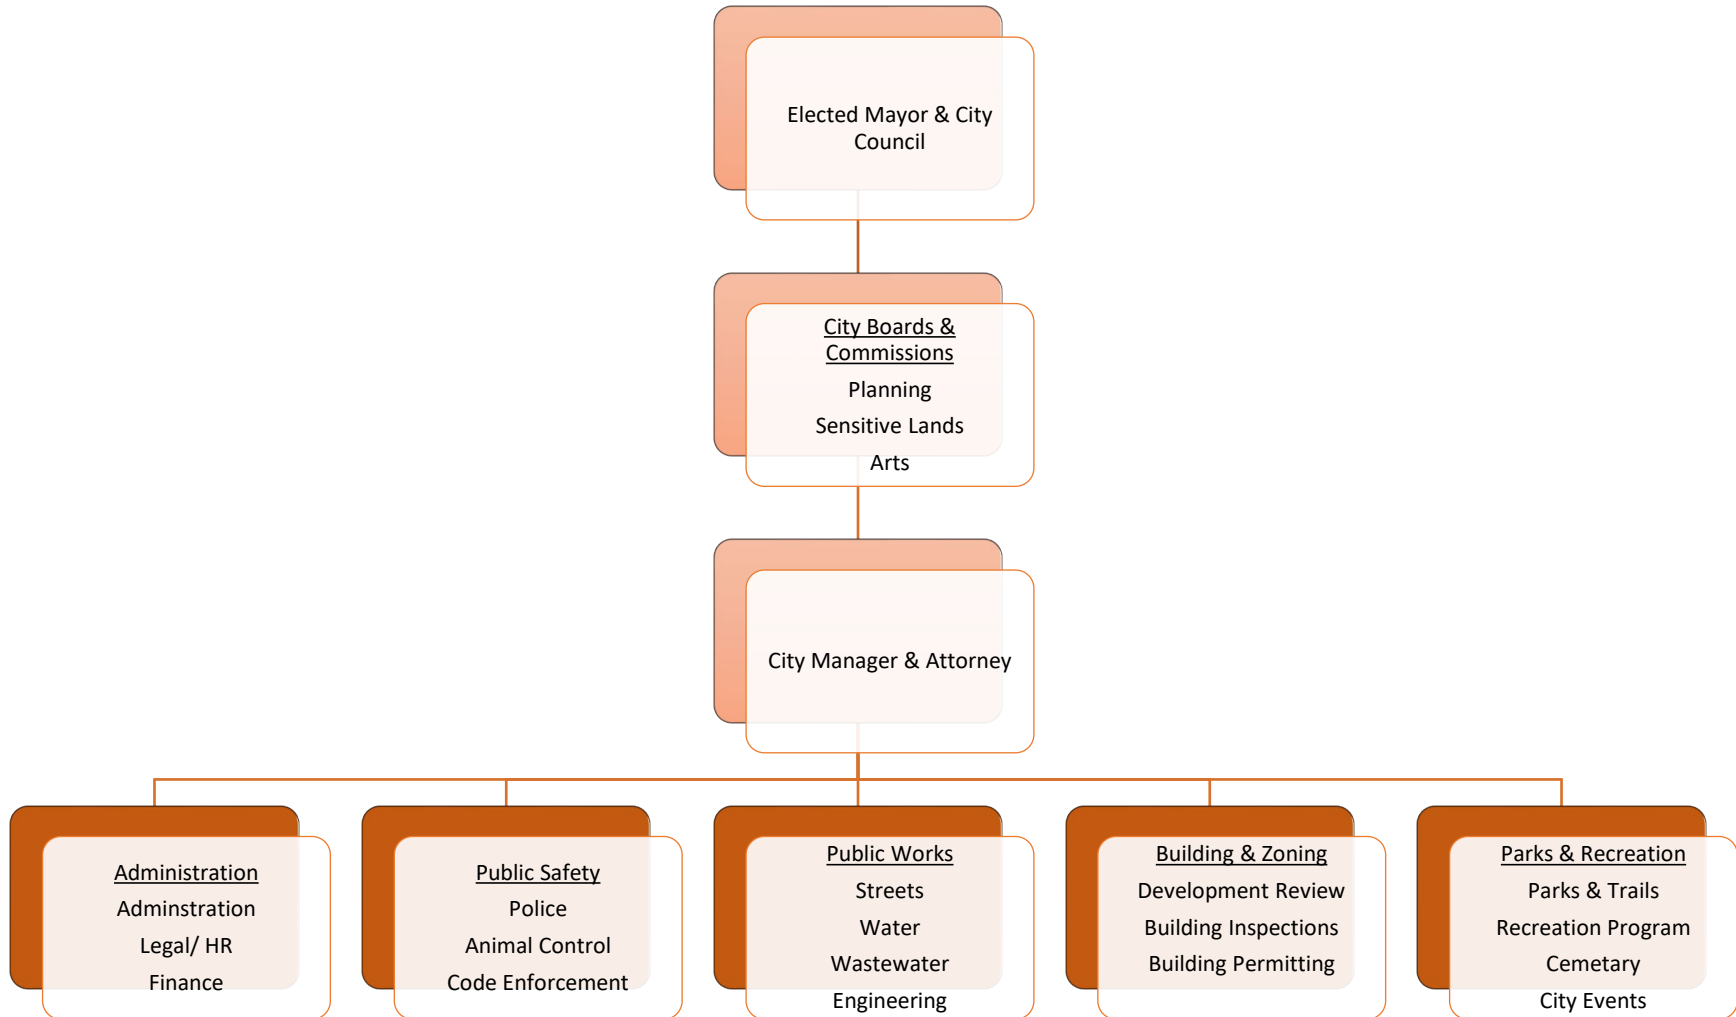 Elected Mayor & City
Council
City Boards &
Commissions
Planning
Sensitive Lands
Arts
City Manager & Attorney
Administration
Adminstration
Legal/ HR
Finance
Public Safety
Police
Animal Control
Code Enforcement
Public Works
Streets
Water
Wastewater
Engineering
Building & Zoning
Development Review
Building Inspections
Building Permitting
Parks & Recreation
Parks & Trails
Recreation Program
Cemetary
City Events